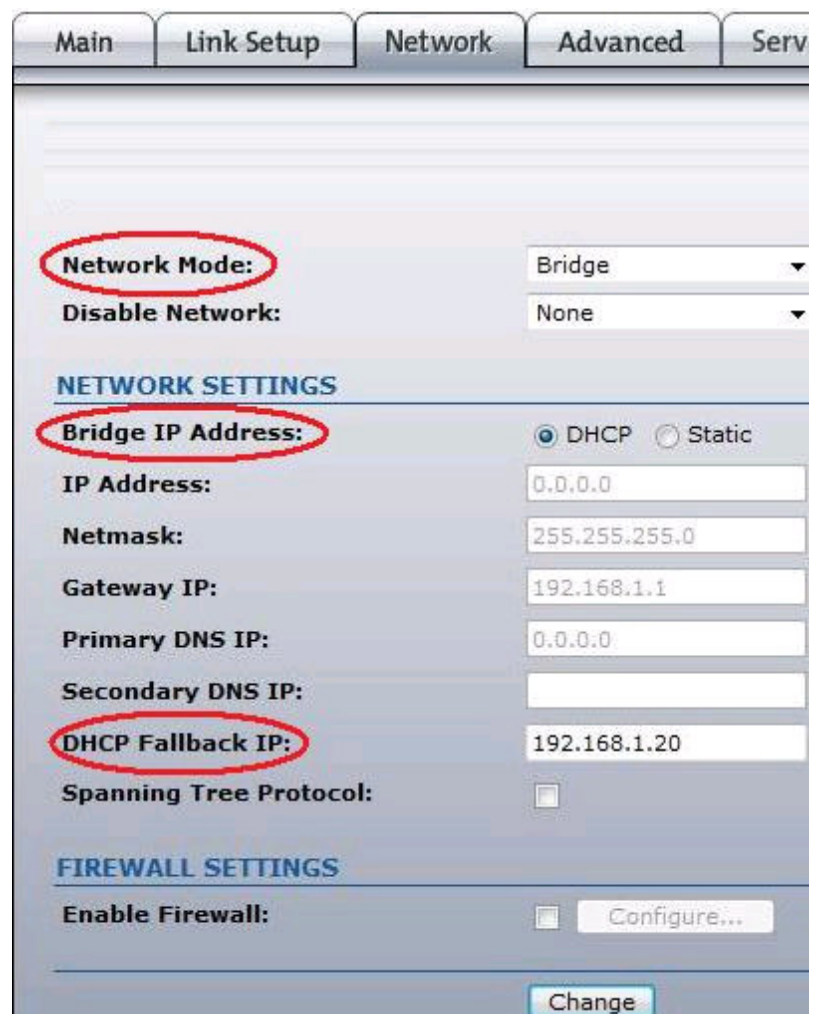 Main Link Setup Network Advanced Serv
Network Mode: Bridge
Disable Network: None
NETWORK SETTINGS
Bridge IP Address: DHCP Static
IP Address: 0.0.0.0
Netmask: 255.255.255.0
Gateway IP: 192.168.1.1
Primary DNS IP: 0.0.0.0
Secondary DNS IP:
DHCP Fallback IP: 192.168.1.20
Spanning Tree Protocol:
FIREWALL SETTINGS
Enable Firewall: Configure...
Change